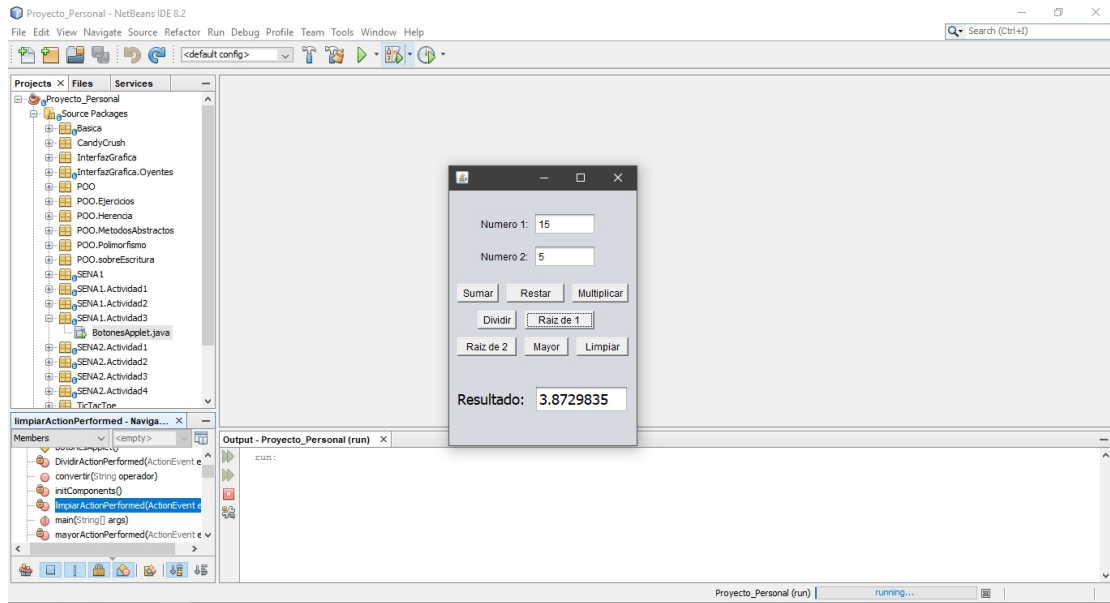 Proyecto_Personal - NetBeans IDE 8.2
File Edit View Navigate Source Refactor Run Debug Profile Team Tools Window Help
Search (Ctrl+I)
<default config>
Projects Files Services
Proyecto_Personal
Source Packages
Basica
CandyCrush
InterfazGrafica
InterfazGrafica.Oyentes
POO
POO.Ejercicios
POO.Herencia
POO.MetodosAbstractos
POO.Polimorfismo
POO.sobreEscritura
SENA1
SENA1.Actividad1
SENA1.Actividad2
SENA1.Actividad3
BotonesApplet.java
SENA2.Actividad1
SENA2.Actividad2
SENA2.Actividad3
SENA2.Actividad4
TicTacToe
Numero 1: 15
Numero 2: 5
Sumar Restar Multiplicar
Dividir Raiz de 1
Raiz de 2 Mayor Limpiar
Resultado: 3.8729835
limpiarActionPerformed - Naviga...
Members <empty>
BotonesApplet()
DividirActionPerformed(ActionEvent e
convertir(String operador)
initComponents()
limpiarActionPerformed(ActionEvent e
main(String[] args)
mayorActionPerformed(ActionEvent e
Output - Proyecto_Personal (run)
run:
Proyecto_Personal (run) running...